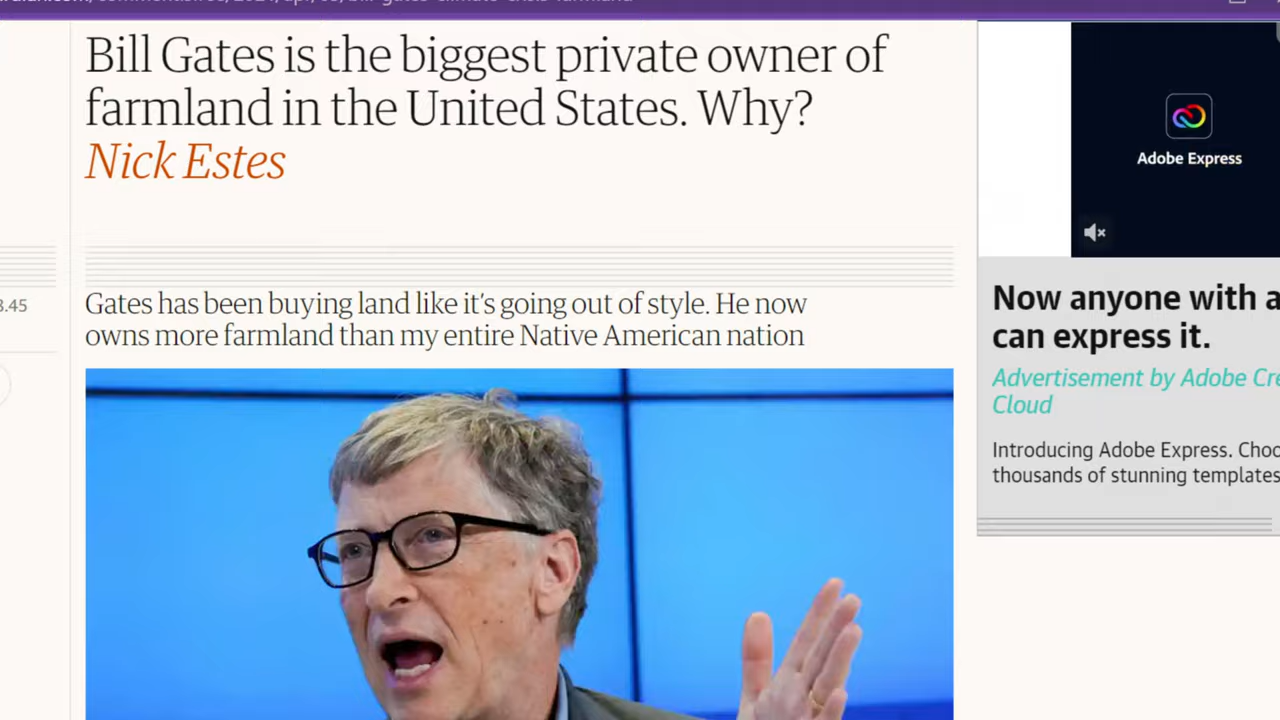 Bill Gates is the biggest private owner of
farmland in the United States. Why?
Nick Estes
Gates has been buying land like it's going out of style. He now
owns more farmland than my entire Native American nation
.45
Adobe Express
Now anyone with a
can express it.
Advertisement by Adobe Cre
Cloud
Introducing Adobe Express. Choo
thousands of stunning templates